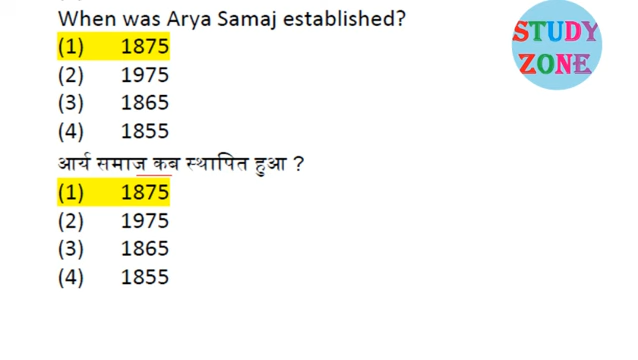 When was Arya Samaj established?
(1) 1875
(2) 1975
(3) 1865
(4) 1855
आर्य समाज कब स्थापित हुआ ?
(1) 1875
(2) 1975
(3) 1865
(4) 1855
STUDY
ZONE